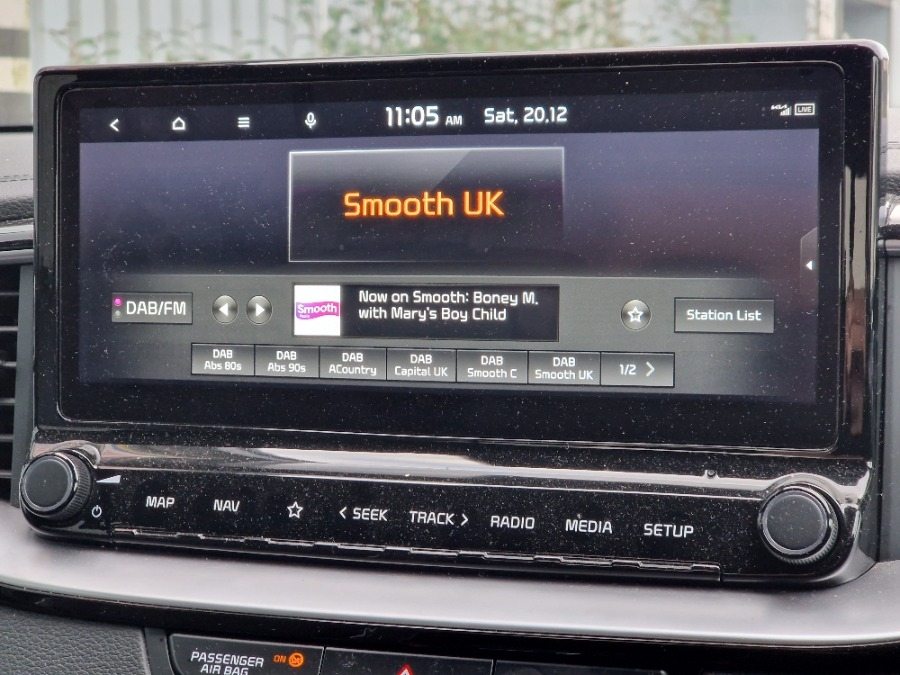 11:05 AM Sat, 20.12
KIA LIVE
Smooth UK
DAB/FM
Smooth
Now on Smooth: Boney M.
with Mary's Boy Child
Station List
DAB
Abs 80s
DAB
Abs 90s
DAB
ACountry
DAB
Capital UK
DAB
Smooth C
DAB
Smooth UK
1/2
MAP NAV SEEK TRACK RADIO MEDIA SETUP
PASSENGER
AIR BAG
ON